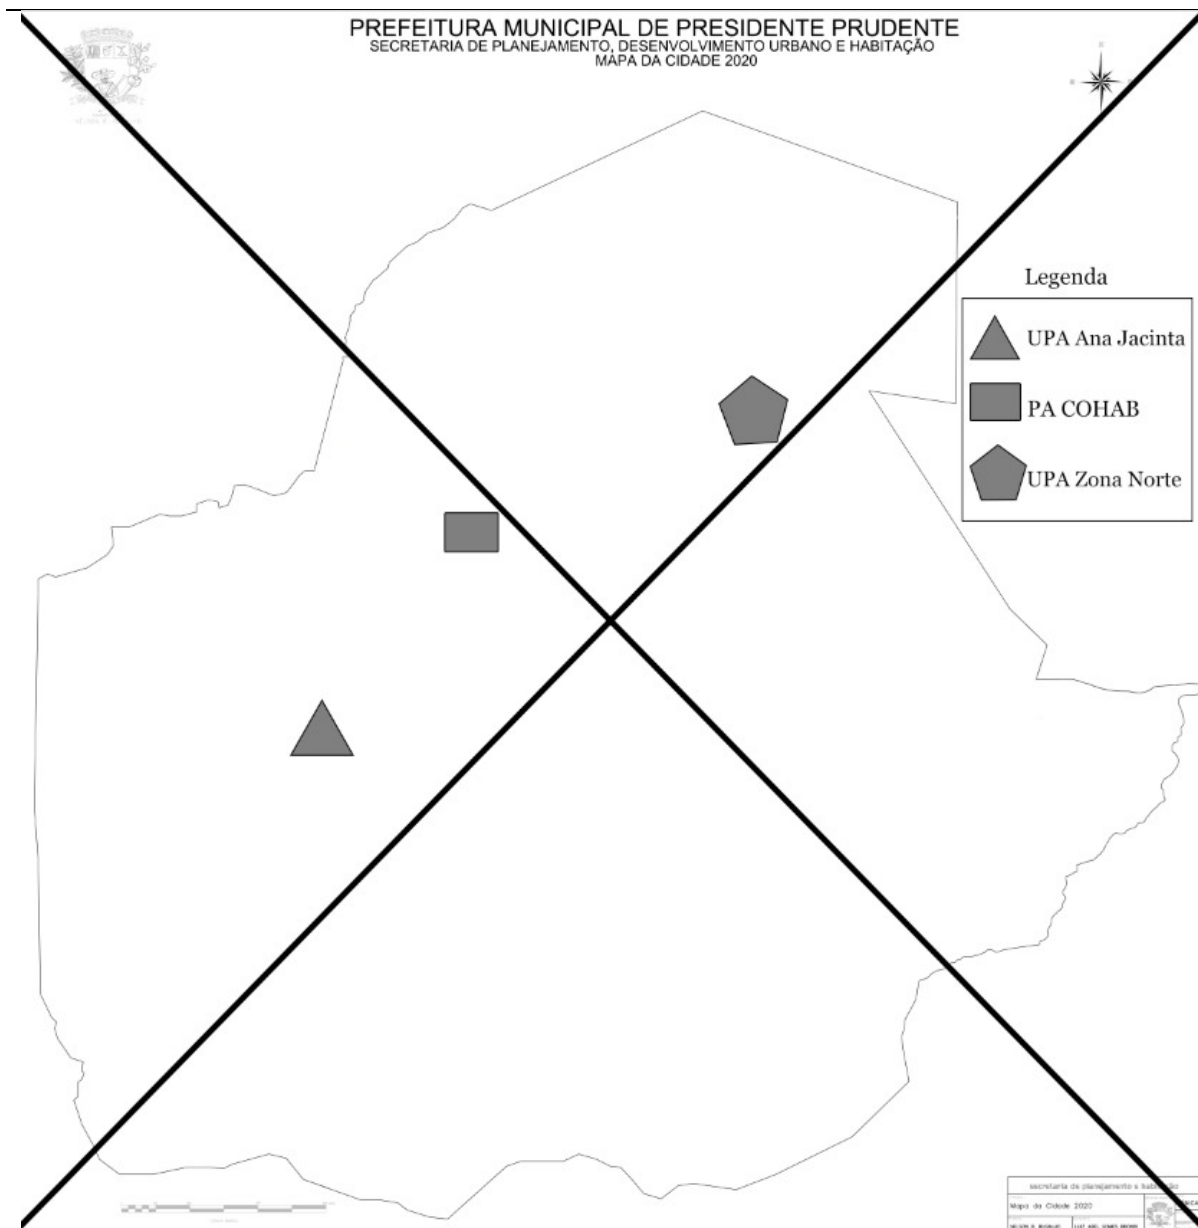 PREFEITURA MUNICIPAL DE PRESIDENTE PRUDENTE
SECRETARIA DE PLANEJAMENTO, DESENVOLVIMENTO URBANO E HABITAÇÃO
MAPA DA CIDADE 2020
Legenda
UPA Ana Jacinta
PA COHAB
UPA Zona Norte
secretaria de planejamento e habitação
Mapa da Cidade 2020